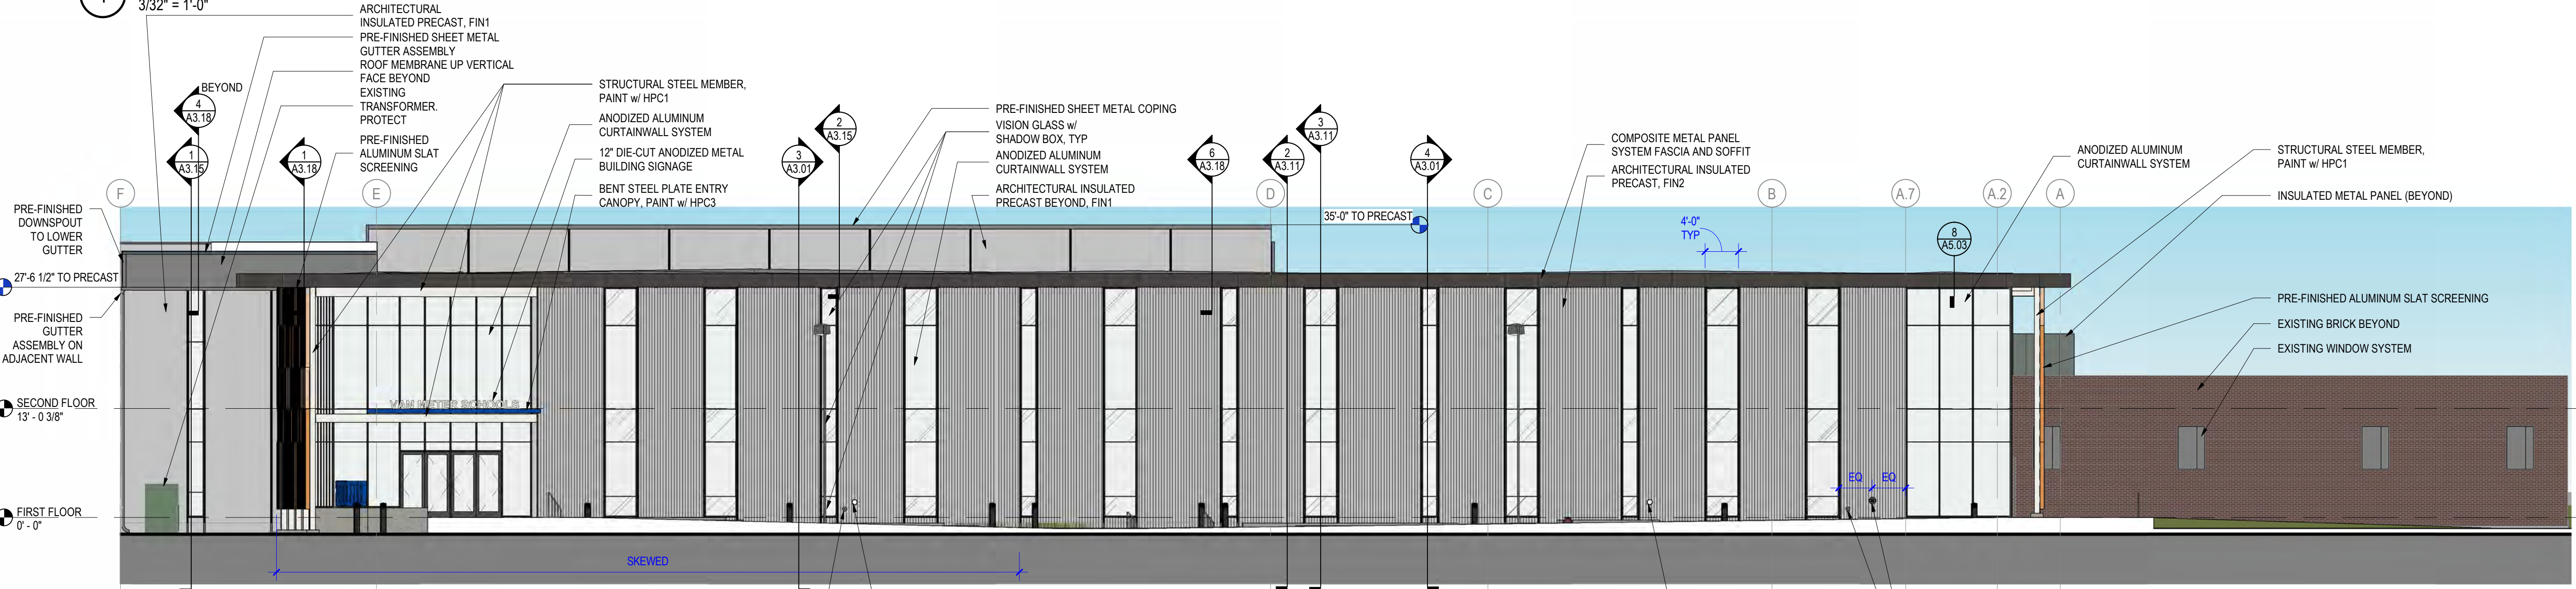 3/32" = 1'-0"
ARCHITECTURAL
INSULATED PRECAST, FIN1
PRE-FINISHED SHEET METAL
GUTTER ASSEMBLY
ROOF MEMBRANE UP VERTICAL
FACE BEYOND
EXISTING
TRANSFORMER.
PROTECT
PRE-FINISHED
ALUMINUM SLAT
SCREENING
BEYOND
4
A3.18
1
A3.15
1
A3.18
STRUCTURAL STEEL MEMBER,
PAINT w/ HPC1
ANODIZED ALUMINUM
CURTAINWALL SYSTEM
12" DIE-CUT ANODIZED METAL
BUILDING SIGNAGE
BENT STEEL PLATE ENTRY
CANOPY, PAINT w/ HPC3
2
A3.15
3
A3.01
PRE-FINISHED SHEET METAL COPING
VISION GLASS w/
SHADOW BOX, TYP
ANODIZED ALUMINUM
CURTAINWALL SYSTEM
ARCHITECTURAL INSULATED
PRECAST BEYOND, FIN1
6
A3.18
2
A3.11
3
A3.11
4
A3.01
COMPOSITE METAL PANEL
SYSTEM FASCIA AND SOFFIT
ARCHITECTURAL INSULATED
PRECAST, FIN2
ANODIZED ALUMINUM
CURTAINWALL SYSTEM
STRUCTURAL STEEL MEMBER,
PAINT w/ HPC1
INSULATED METAL PANEL (BEYOND)
F
E
D
C
B
A.7
A.2
A
PRE-FINISHED
DOWNSPOUT
TO LOWER
GUTTER
35'-0" TO PRECAST
4'-0"
TYP
8
A5.03
27'-6 1/2" TO PRECAST
PRE-FINISHED
GUTTER
ASSEMBLY ON
ADJACENT WALL
PRE-FINISHED ALUMINUM SLAT SCREENING
EXISTING BRICK BEYOND
EXISTING WINDOW SYSTEM
SECOND FLOOR
13' - 0 3/8"
VAN METER SCHOOLS
EQ
EQ
FIRST FLOOR
0' - 0"
SKEWED